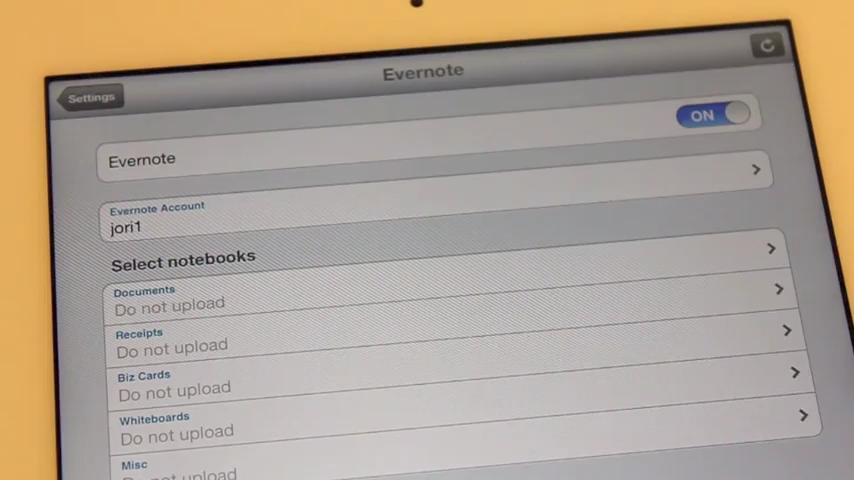 Settings
Evernote
Evernote
ON
Evernote Account
jori1
Select notebooks
Documents
Do not upload
Receipts
Do not upload
Biz Cards
Do not upload
Whiteboards
Do not upload
Misc
Do not upload